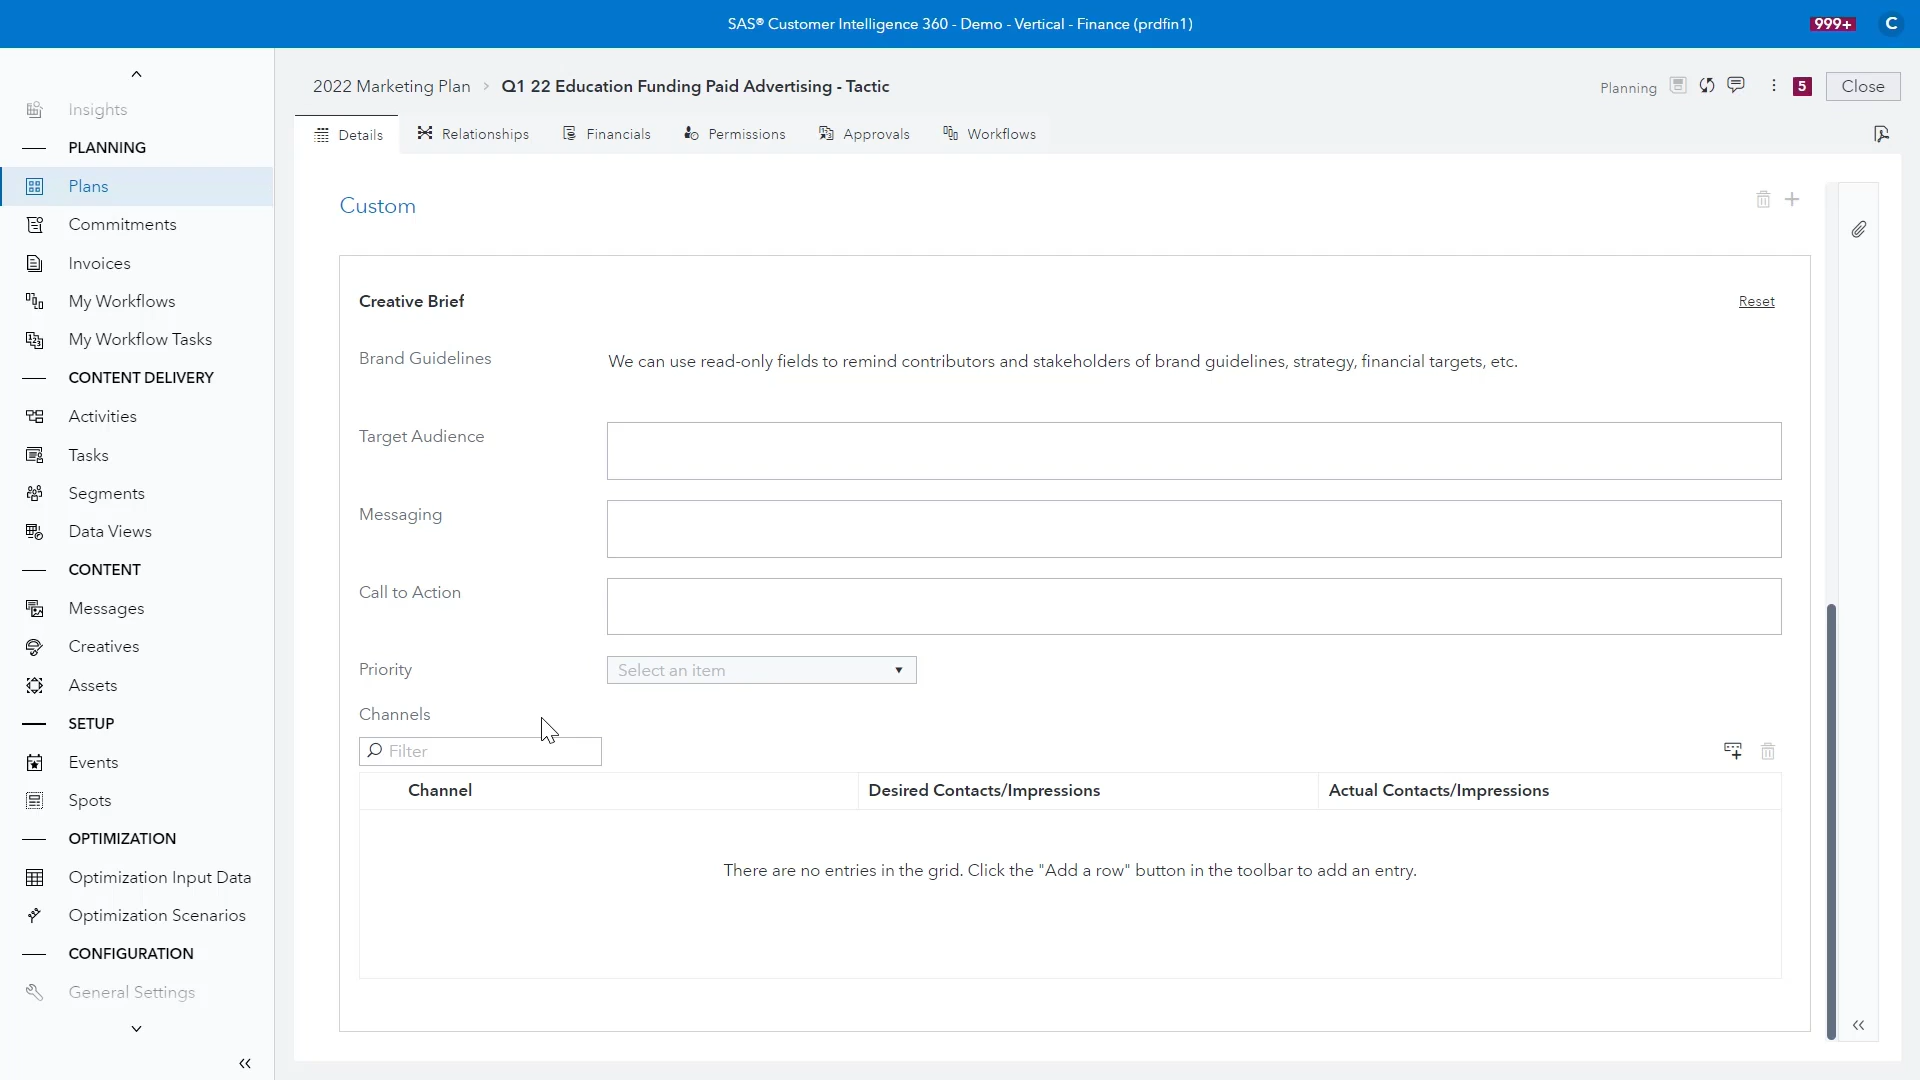 SAS® Customer Intelligence 360 - Demo - Vertical - Finance (prdfin1)
999+
C
2022 Marketing Plan > Q1 22 Education Funding Paid Advertising - Tactic
Planning
5
Close
Details
Relationships
Financials
Permissions
Approvals
Workflows
Insights
PLANNING
Plans
Commitments
Invoices
My Workflows
My Workflow Tasks
CONTENT DELIVERY
Activities
Tasks
Segments
Data Views
CONTENT
Messages
Creatives
Assets
SETUP
Events
Spots
OPTIMIZATION
Optimization Input Data
Optimization Scenarios
CONFIGURATION
General Settings
Custom
Creative Brief
Reset
Brand Guidelines
We can use read-only fields to remind contributors and stakeholders of brand guidelines, strategy, financial targets, etc.
Target Audience
Messaging
Call to Action
Priority
Select an item
Channels
Filter
Channel
Desired Contacts/Impressions
Actual Contacts/Impressions
There are no entries in the grid. Click the "Add a row" button in the toolbar to add an entry.